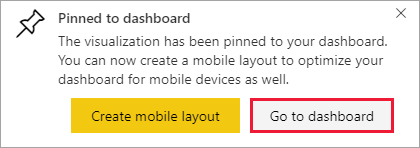 Pinned to dashboard
The visualization has been pinned to your dashboard.
You can now create a mobile layout to optimize your
dashboard for mobile devices as well.
Create mobile layout
Go to dashboard